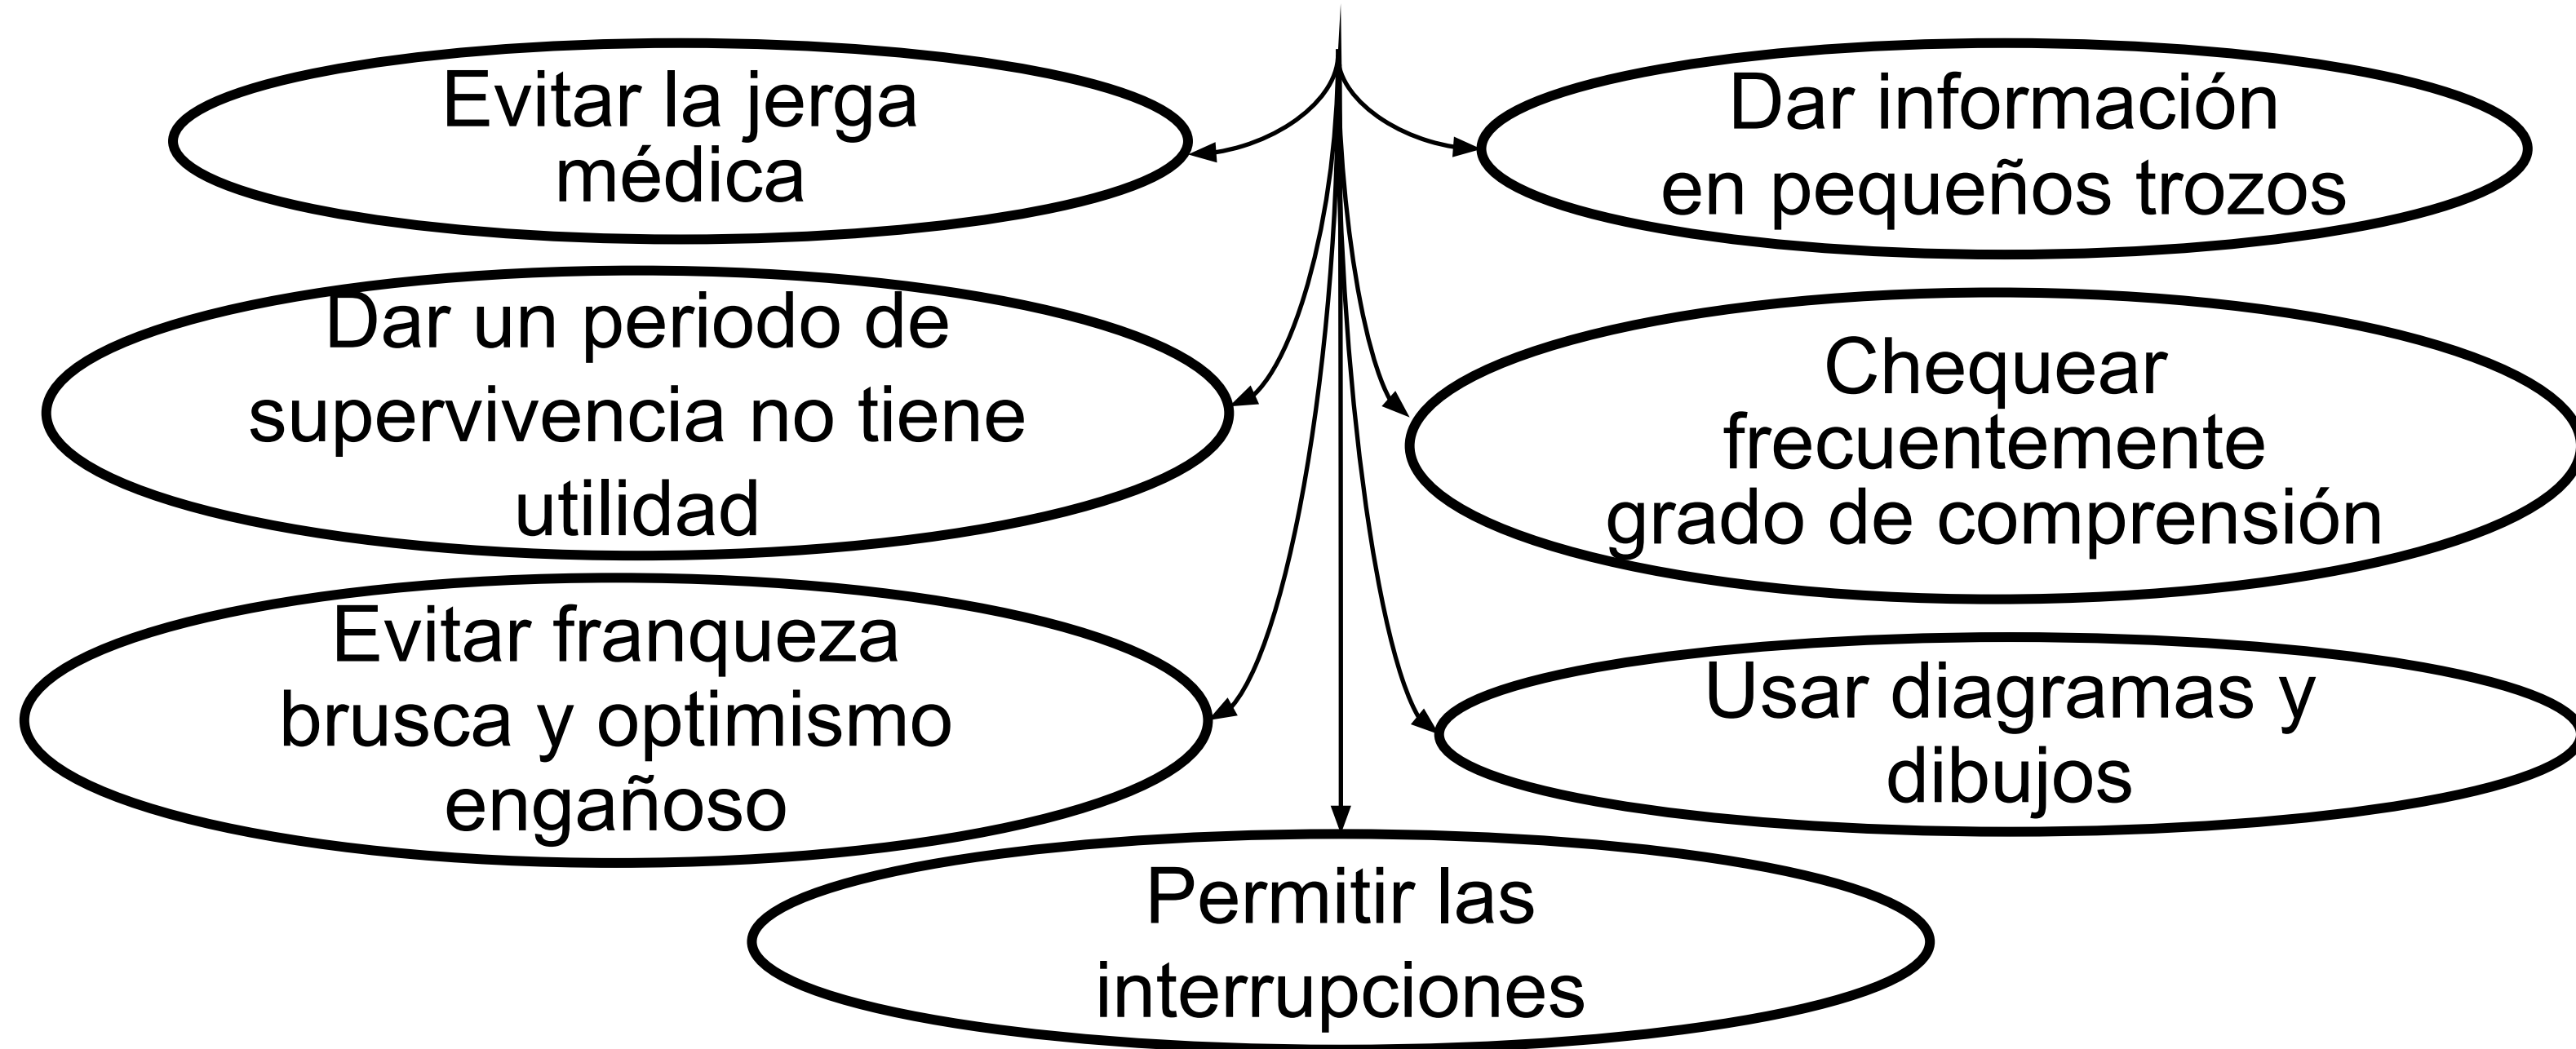 Evitar la jerga
médica
Dar información
en pequeños trozos
Dar un periodo de
supervivencia no tiene
utilidad
Chequear
frecuentemente
grado de comprensión
Evitar franqueza
brusca y optimismo
engañoso
Usar diagramas y
dibujos
Permitir las
interrupciones